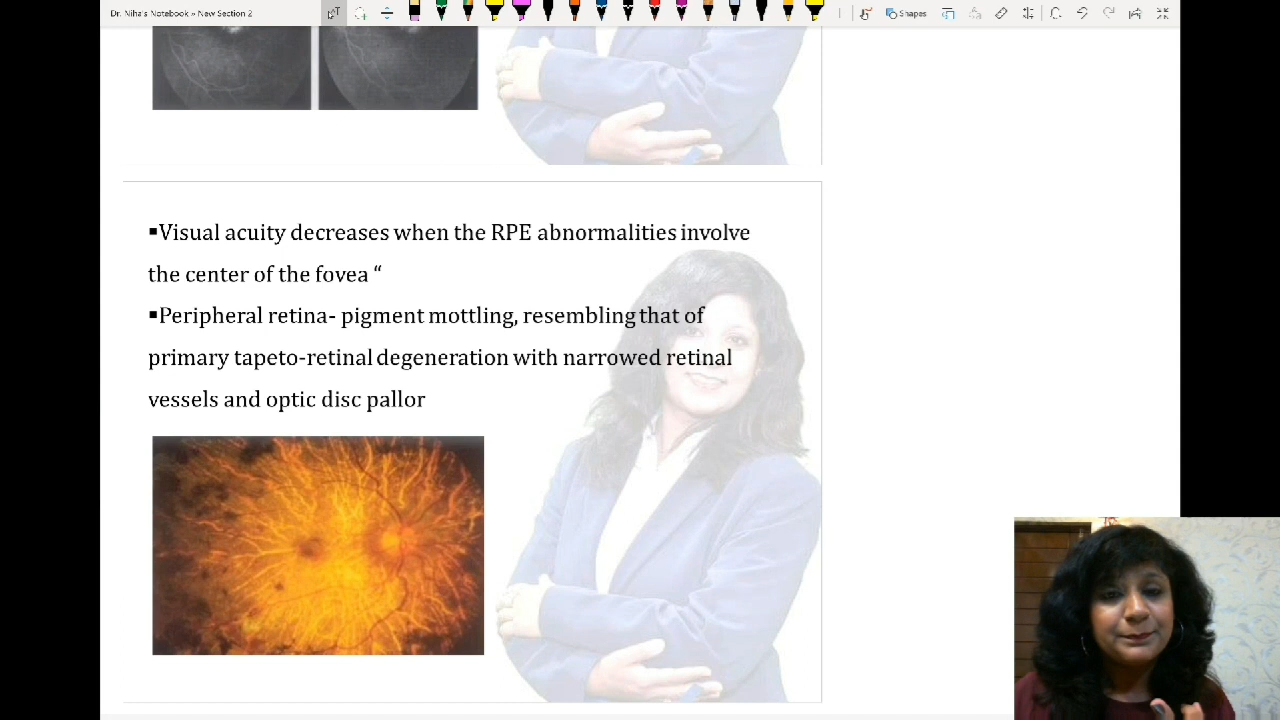 Dr. Niha's Notebook » New Section 2
Shapes
▪Visual acuity decreases when the RPE abnormalities involve
the center of the fovea “
▪Peripheral retina- pigment mottling, resembling that of
primary tapeto-retinal degeneration with narrowed retinal
vessels and optic disc pallor